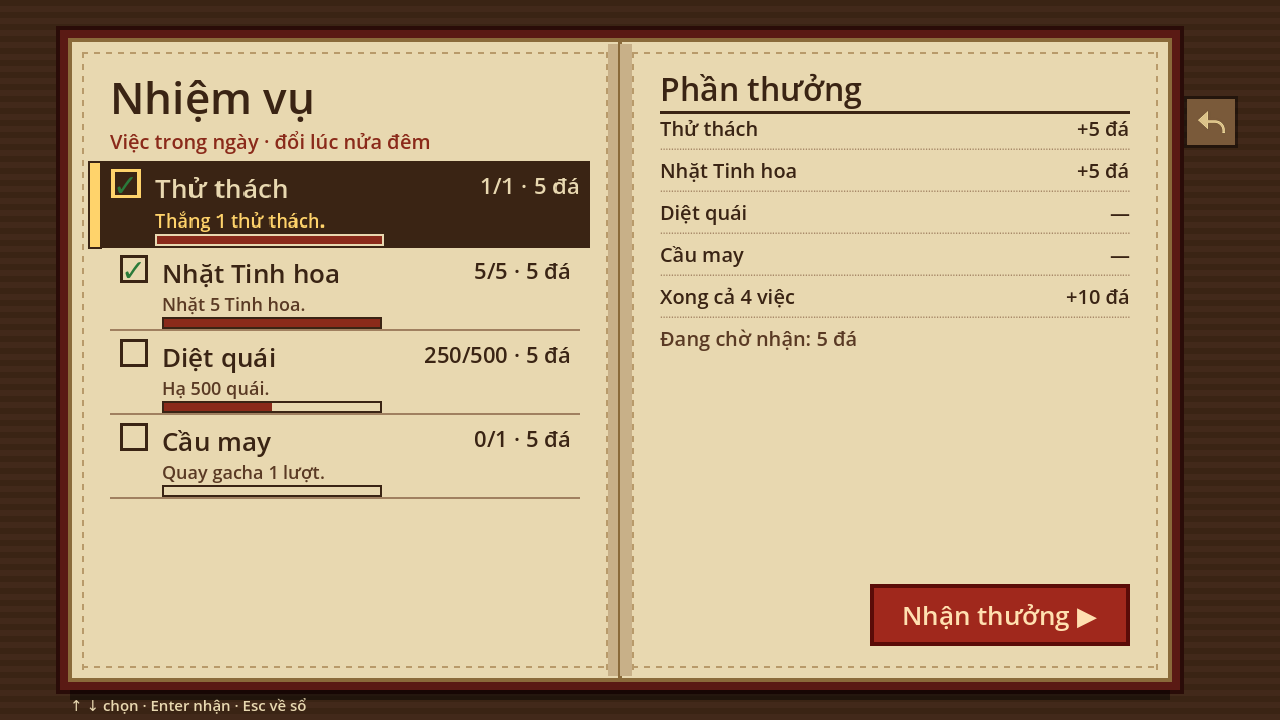 Nhiệm vụ
Việc trong ngày · đổi lúc nửa đêm
✓ Thử thách 1/1 · 5 đá
Thắng 1 thử thách.
✓ Nhặt Tinh hoa 5/5 · 5 đá
Nhặt 5 Tinh hoa.
Diệt quái 250/500 · 5 đá
Hạ 500 quái.
Cầu may 0/1 · 5 đá
Quay gacha 1 lượt.
Phần thưởng
Thử thách +5 đá
Nhặt Tinh hoa +5 đá
Diệt quái —
Cầu may —
Xong cả 4 việc +10 đá
Đang chờ nhận: 5 đá
Nhận thưởng ▶
↑ ↓ chọn · Enter nhận · Esc về sổ